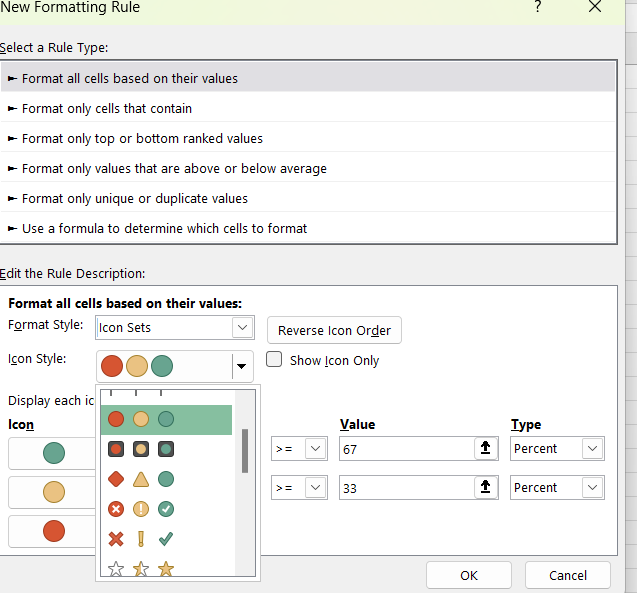 New Formatting Rule ?
Select a Rule Type:
► Format all cells based on their values
► Format only cells that contain
► Format only top or bottom ranked values
► Format only values that are above or below average
► Format only unique or duplicate values
► Use a formula to determine which cells to format
Edit the Rule Description:
Format all cells based on their values:
Format Style: Icon Sets Reverse Icon Order
Icon Style: Show Icon Only
Display each ic
Icon Value Type
>= 67 Percent
>= 33 Percent
OK Cancel